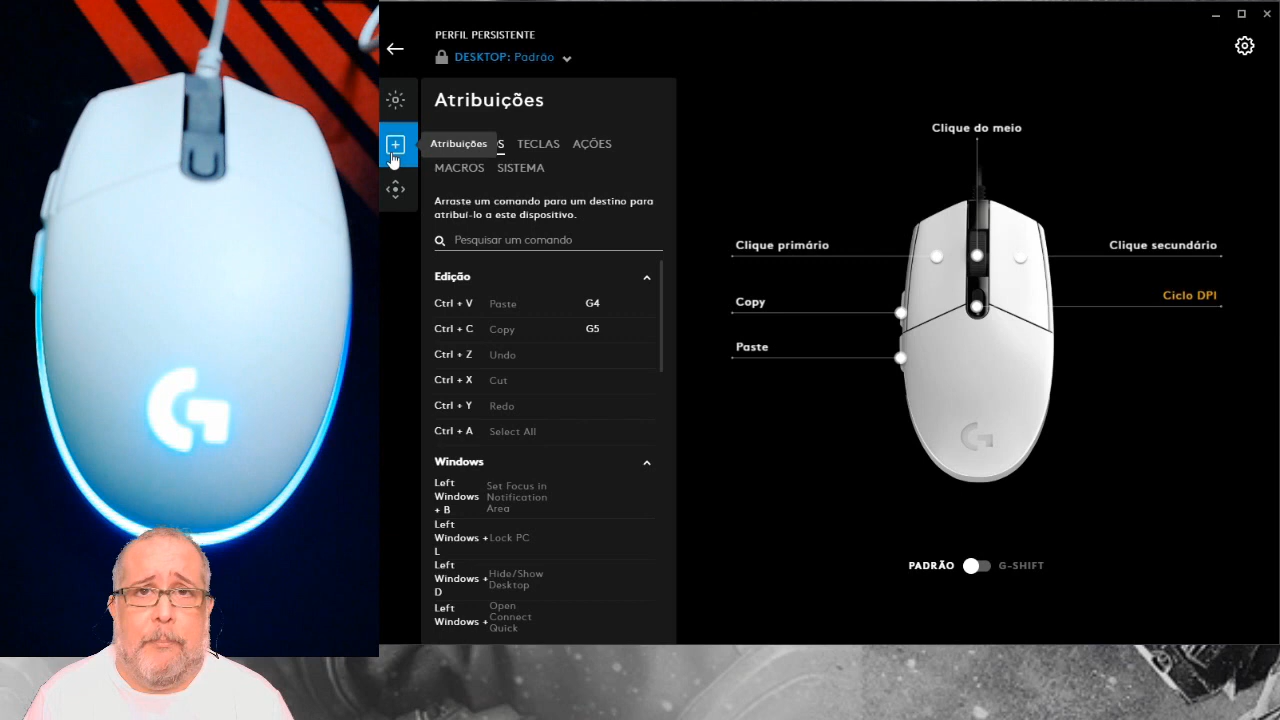 PERFIL PERSISTENTE
DESKTOP: Padrão
Atribuições
Atribuições S TECLAS AÇÕES
MACROS SISTEMA
Arraste um comando para um destino para
atribuí-lo a este dispositivo.
Pesquisar um comando
Edição
Ctrl + V Paste G4
Ctrl + C Copy G5
Ctrl + Z Undo
Ctrl + X Cut
Ctrl + Y Redo
Ctrl + A Select All
Windows
Left
Windows
+ B
Set Focus in
Notification
Area
Left
Windows +
L
Lock PC
Left
Windows +
D
Hide/Show
Desktop
Left
Windows +
Open
Connect
Quick
Clique do meio
Clique primário
Clique secundário
Copy
Ciclo DPI
Paste
PADRÃO G-SHIFT